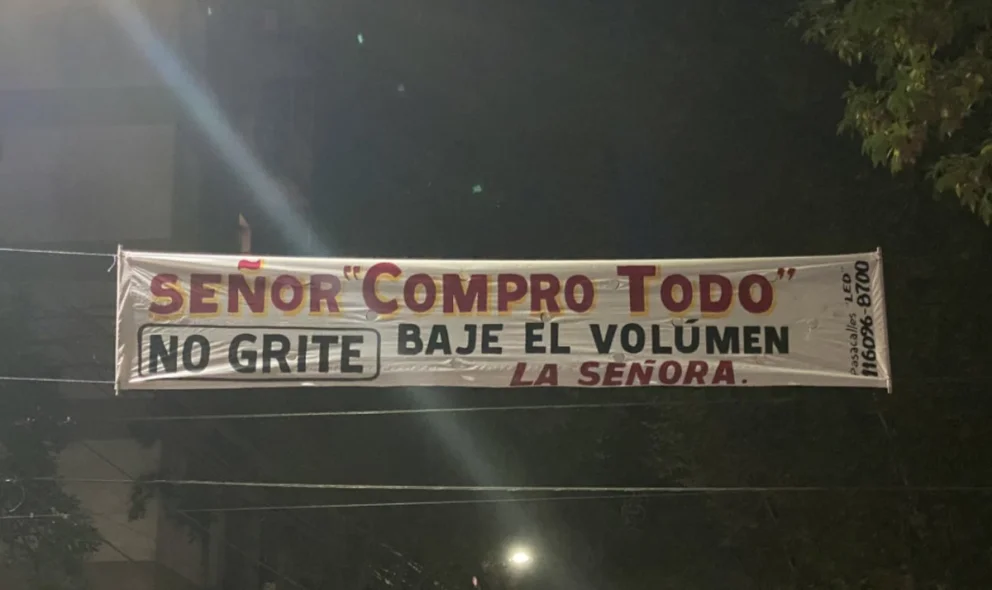 SEÑOR "COMPRO TODO"
NO GRITE BAJE EL VOLÚMEN
LA SEÑORA.
Pasacalles "LED"
116096-8700